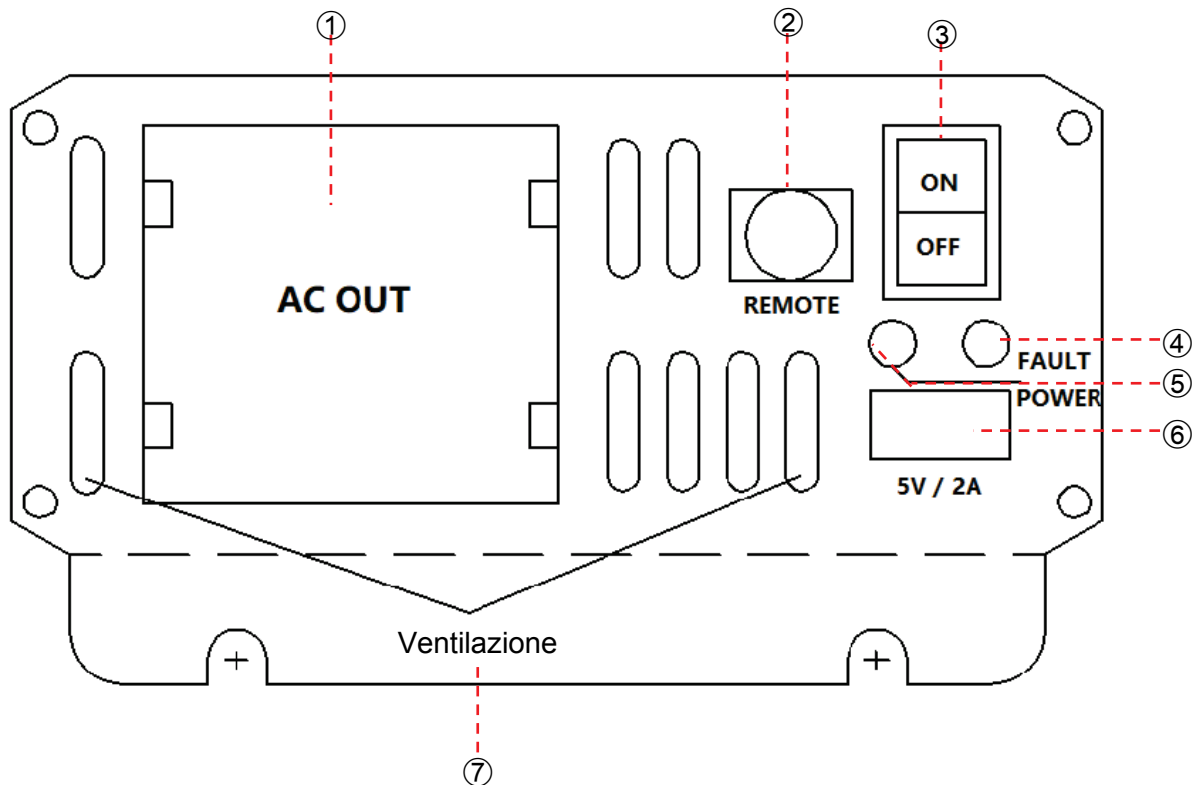 ①
②
③
ON
OFF
AC OUT
REMOTE
④
FAULT
⑤
POWER
⑥
5V / 2A
Ventilazione
⑦